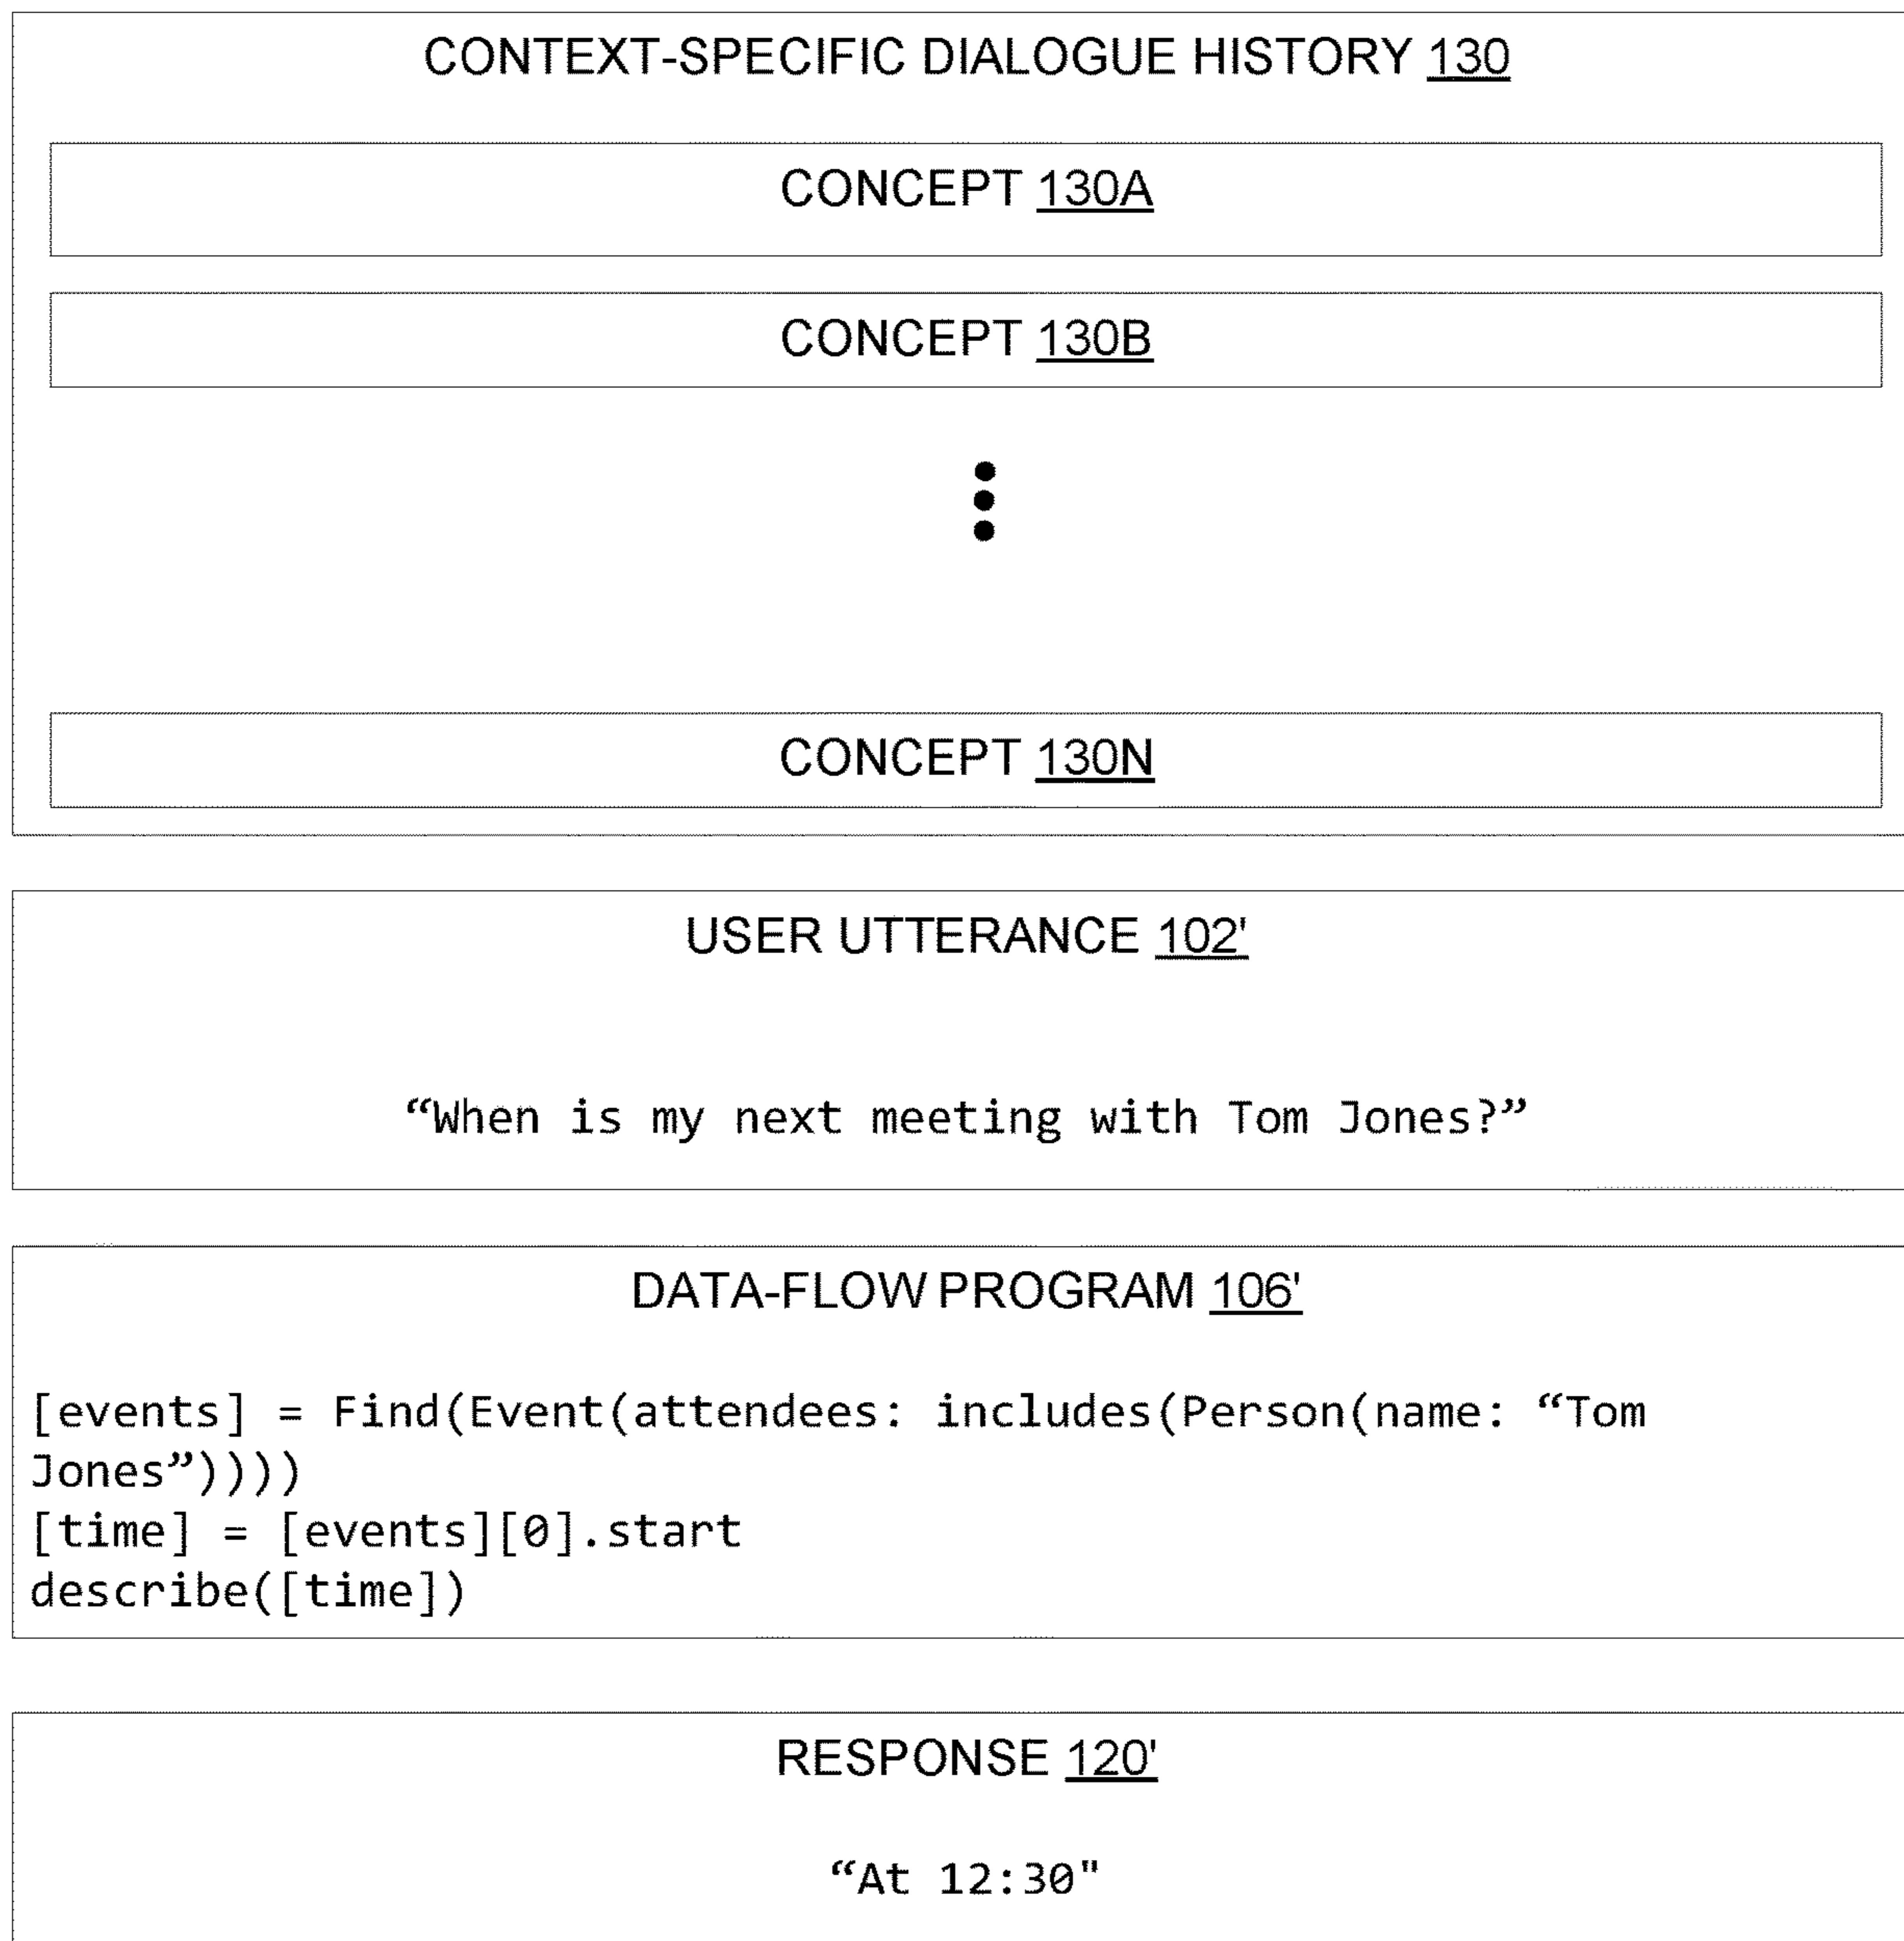 CONTEXT-SPECIFIC DIALOGUE HISTORY 130
CONCEPT 130A
CONCEPT 130B
CONCEPT 130N
USER UTTERANCE 102'
“When is my next meeting with Tom Jones?”
DATA-FLOW PROGRAM 106'
[events] = Find(Event(attendees: includes(Person(name: “Tom
Jones”))))
[time] = [events][0].start
describe([time])
RESPONSE 120'
“At 12:30"